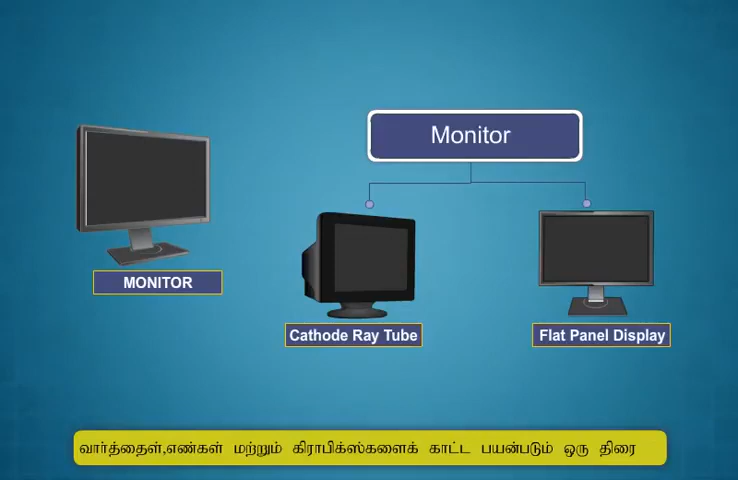 Monitor
MONITOR
Cathode Ray Tube
Flat Panel Display
வார்த்தைள்,எண்கள் மற்றும் கிராபிக்ஸ்களைக் காட்ட பயன்படும் ஒரு திரை